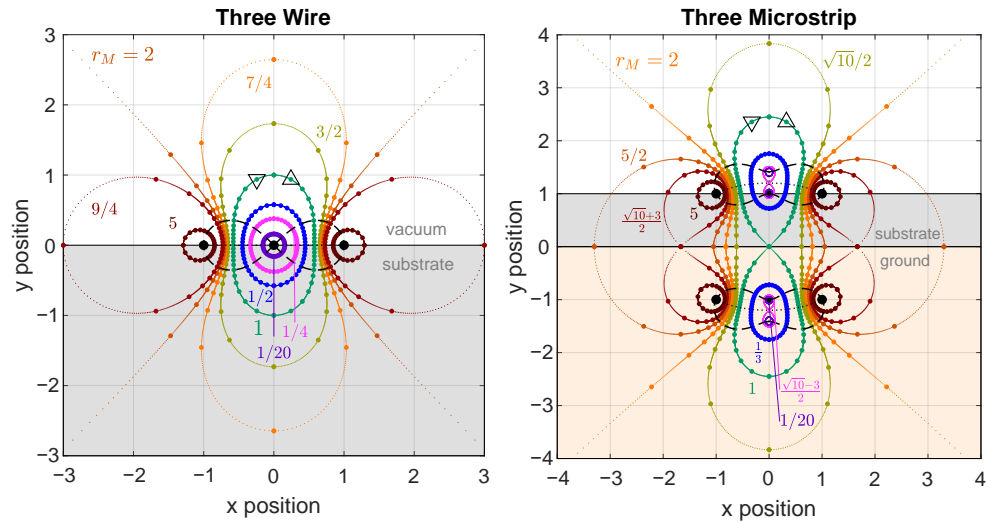 Three Wire
r_M = 2
7/4
3/2
9/4
5
vacuum
substrate
1/2
1
1/4
1/20
3
2
1
0
−1
−2
−3
−3 −2 −1 0 1 2 3
x position
y position
Three Microstrip
r_M = 2
√10/2
5/2
(√10+3)/2
5
substrate
ground
1/3
1
(√10−3)/2
1/20
4
3
2
1
0
−1
−2
−3
−4
−4 −3 −2 −1 0 1 2 3 4
x position
y position